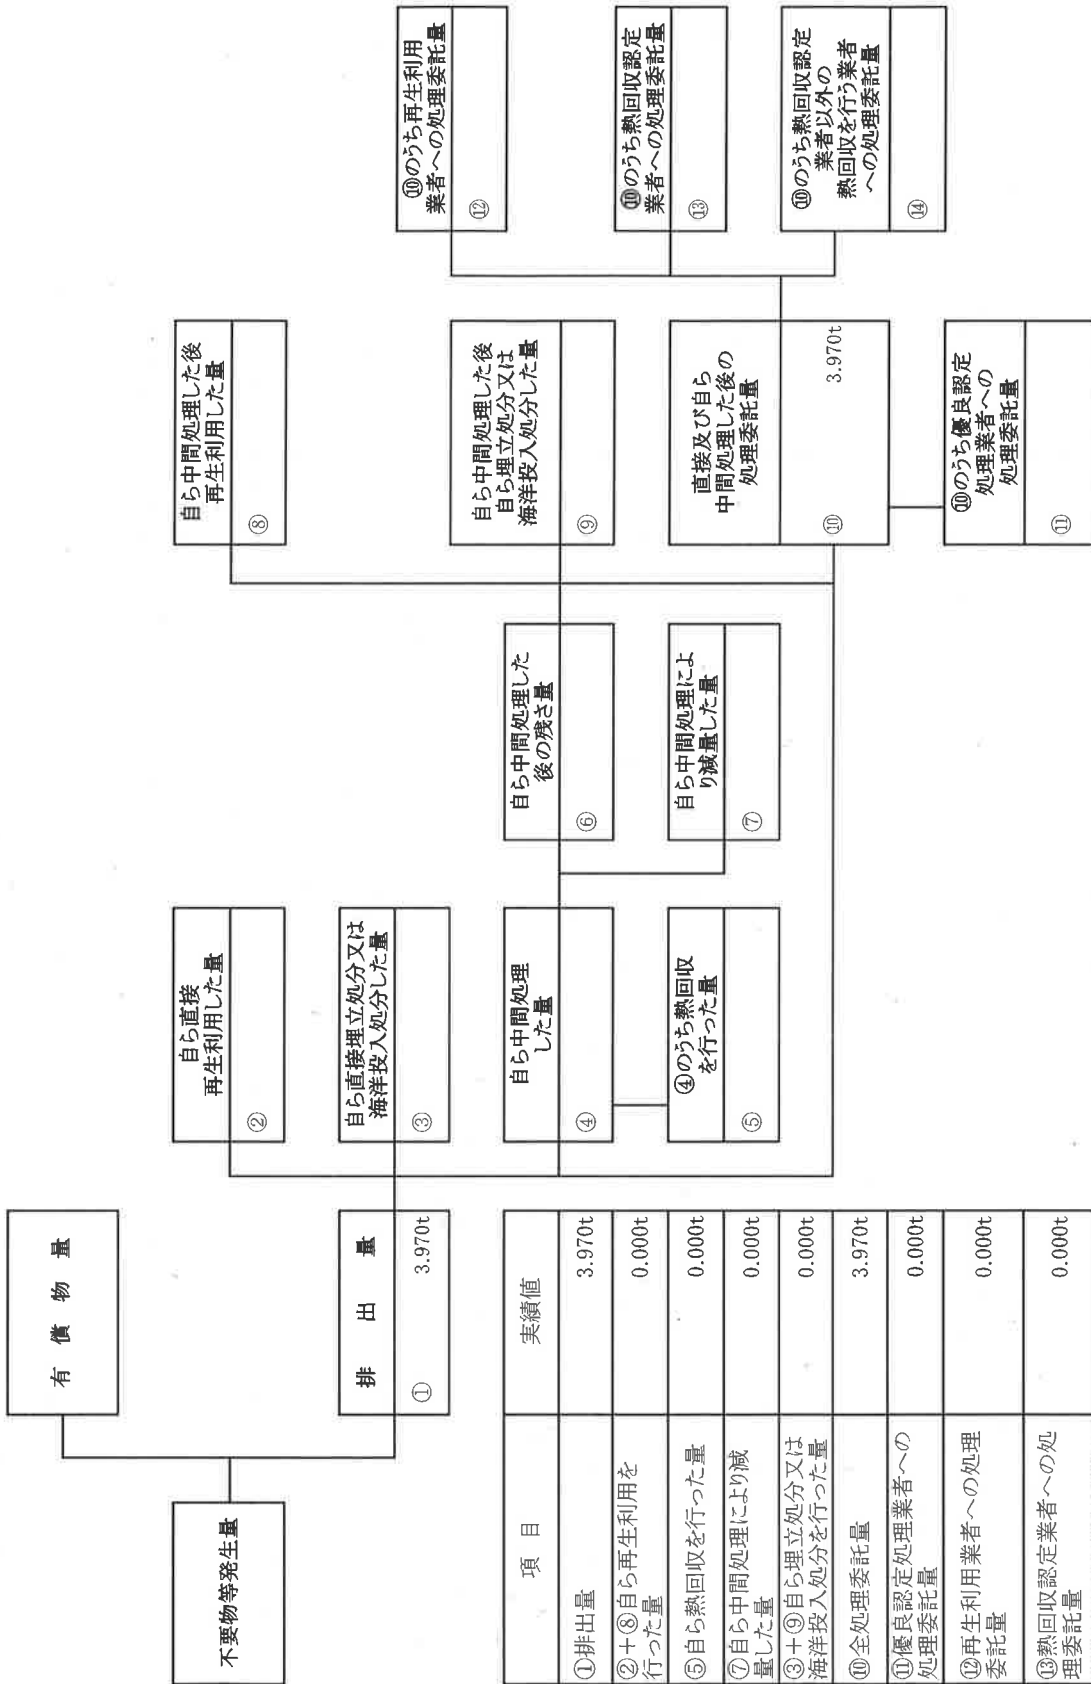 不要物等発生量
有償物量
排出量
① 3.970t
自ら直接
再生利用した量
②
自ら直接埋立処分又は
海洋投入処分した量
③
自ら中間処理
した量
④
④のうち熱回収
を行った量
⑤
自ら中間処理した
後の残さ量
⑥
自ら中間処理によ
り減量した量
⑦
自ら中間処理した後
再生利用した量
⑧
自ら中間処理した後
自ら埋立処分又は
海洋投入処分した量
⑨
直接及び自ら
中間処理した後の
処理委託量
⑩ 3.970t
⑩のうち優良認定
処理業者への
処理委託量
⑪
⑩のうち再生利用
業者への処理委託量
⑫
⑩のうち熱回収認定
業者への処理委託量
⑬
⑩のうち熱回収認定
業者以外の
熱回収を行う業者
への処理委託量
⑭
項目 実績値
①排出量 3.970t
②+⑧自ら再生利用を
行った量 0.000t
⑤自ら熱回収を行った量 0.000t
⑦自ら中間処理により減
量した量 0.000t
③+⑨自ら埋立処分又は
海洋投入処分を行った量 0.000t
⑩全処理委託量 3.970t
⑪優良認定処理業者への
処理委託量 0.000t
⑫再生利用業者への処理
委託量 0.000t
⑬熱回収認定業者への処
理委託量 0.000t